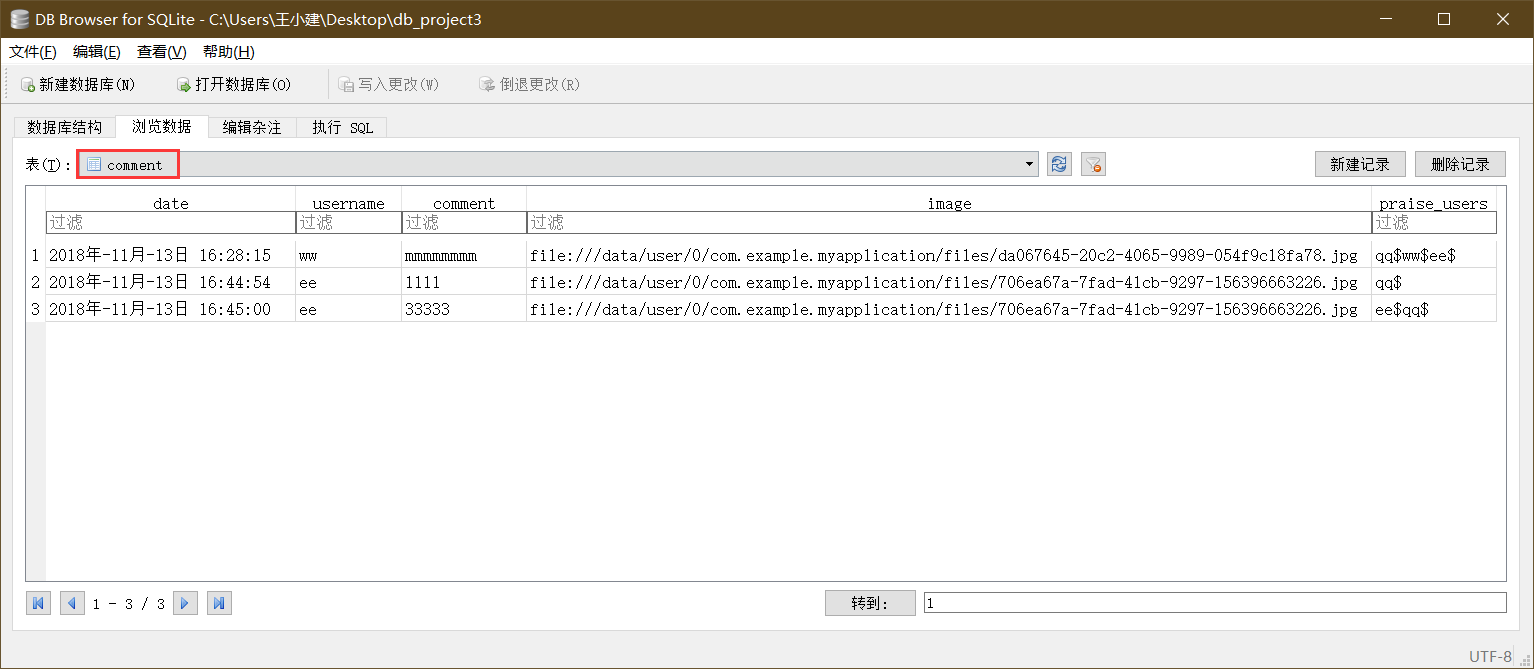 DB Browser for SQLite - C:\Users\王小建\Desktop\db_project3
文件(F) 编辑(E) 查看(V) 帮助(H)
新建数据库(N) 打开数据库(O) 写入更改(W) 倒退更改(R)
数据库结构 浏览数据 编辑杂注 执行 SQL
表(T): comment 新建记录 删除记录
date username comment image praise_users
过滤 过滤 过滤 过滤 过滤
1 2018年-11月-13日 16:28:15 ww mmmmmmmm file:///data/user/0/com.example.myapplication/files/da067645-20c2-4065-9989-054f9c18fa78.jpg qq$ww$ee$
2 2018年-11月-13日 16:44:54 ee 1111 file:///data/user/0/com.example.myapplication/files/706ea67a-7fad-41cb-9297-156396663226.jpg qq$
3 2018年-11月-13日 16:45:00 ee 33333 file:///data/user/0/com.example.myapplication/files/706ea67a-7fad-41cb-9297-156396663226.jpg ee$qq$
1 - 3 / 3 转到: 1
UTF-8